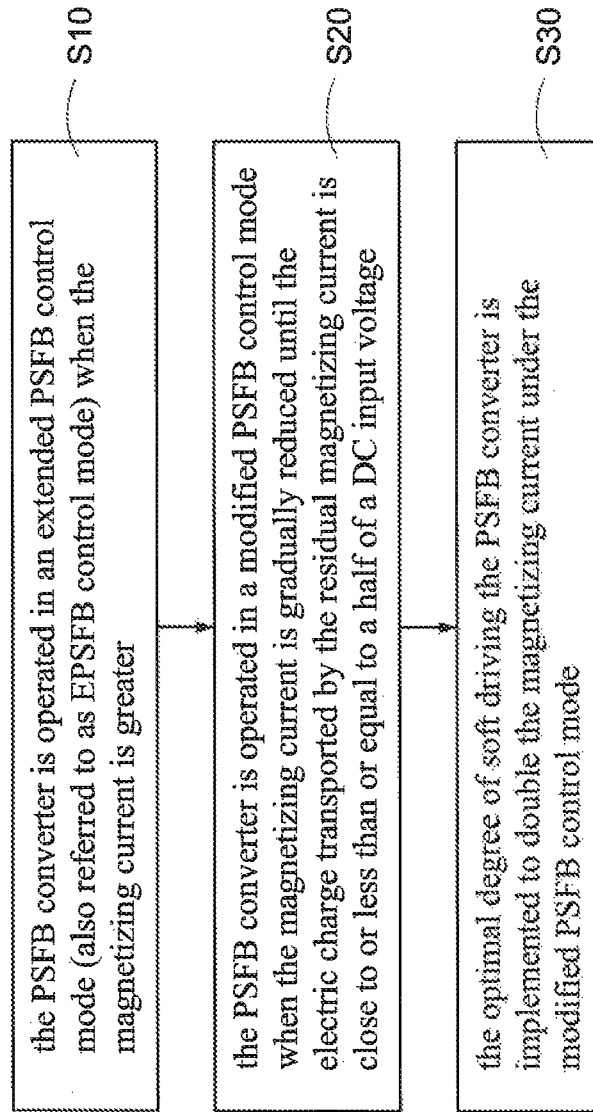 the PSFB converter is operated in an extended PSFB control
mode (also referred to as EPSFB control mode) when the
magnetizing current is greater
S10
the PSFB converter is operated in a modified PSFB control mode
when the magnetizing current is gradually reduced until the
electric charge transported by the residual magnetizing current is
close to or less than or equal to a half of a DC input voltage
S20
the optimal degree of soft driving the PSFB converter is
implemented to double the magnetizing current under the
modified PSFB control mode
S30